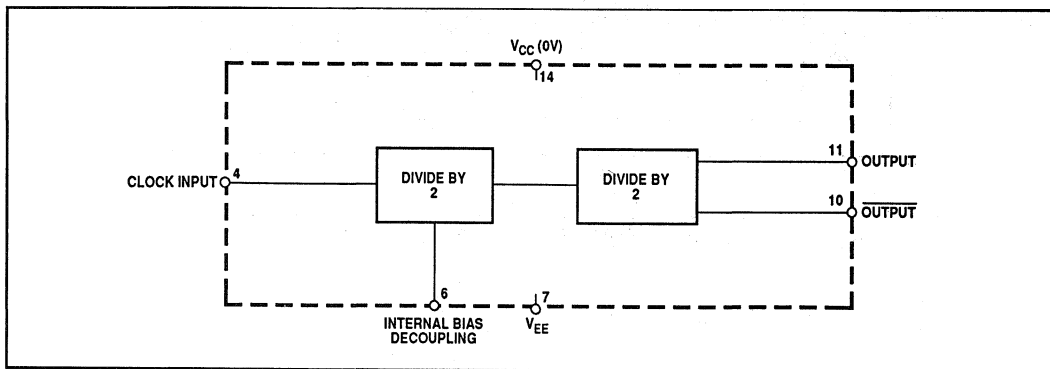 VCC (0V)
14
CLOCK INPUT
4
DIVIDE BY
2
DIVIDE BY
2
11
OUTPUT
10
OUTPUT
6
INTERNAL BIAS
DECOUPLING
7
VEE